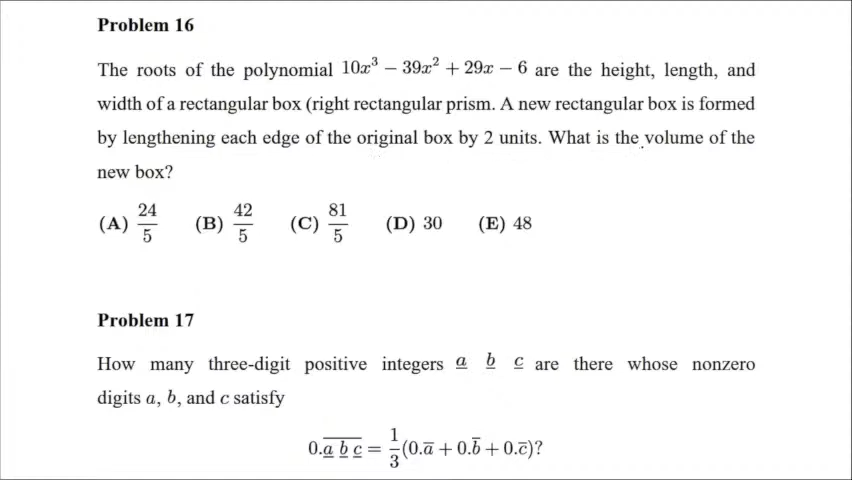 Problem 16
The roots of the polynomial 10x³ − 39x² + 29x − 6 are the height, length, and
width of a rectangular box (right rectangular prism. A new rectangular box is formed
by lengthening each edge of the original box by 2 units. What is the volume of the
new box?
(A) 24/5 (B) 42/5 (C) 81/5 (D) 30 (E) 48
Problem 17
How many three-digit positive integers a̲ b̲ c̲ are there whose nonzero
digits a, b, and c satisfy
0.\overline{a̲ b̲ c̲} = 1/3(0.a̅ + 0.b̅ + 0.c̅)?